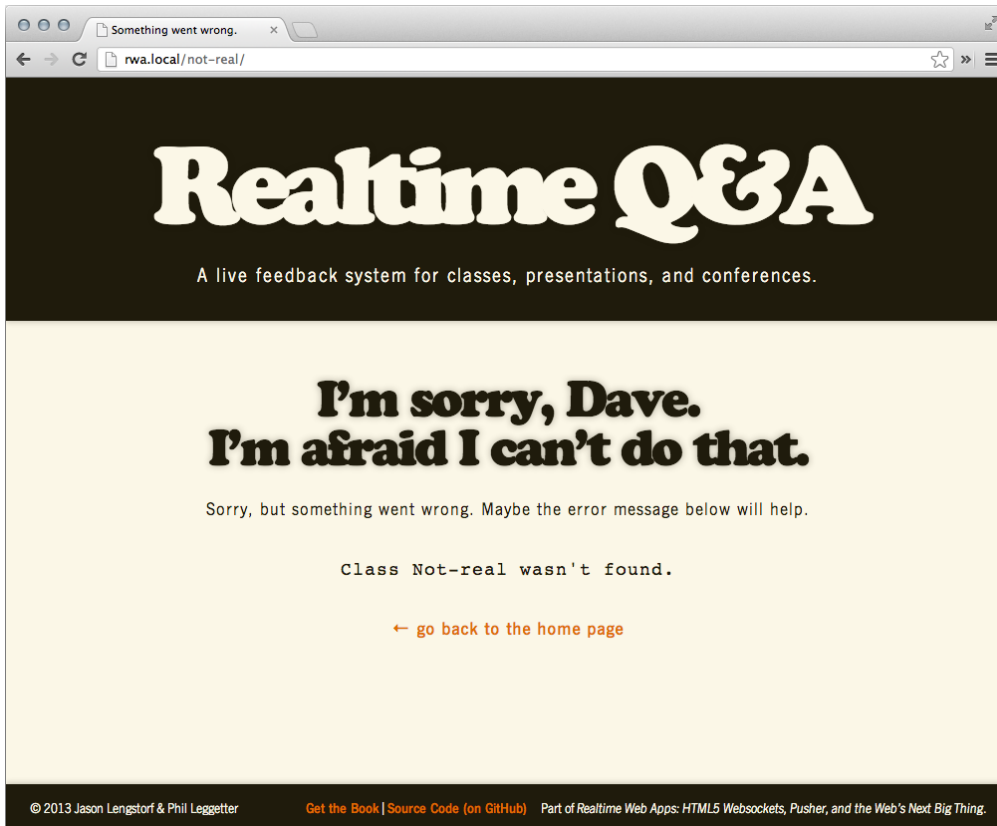 Something went wrong.
rwa.local/not-real/
Realtime Q&A
A live feedback system for classes, presentations, and conferences.
I’m sorry, Dave.
I’m afraid I can’t do that.
Sorry, but something went wrong. Maybe the error message below will help.
Class Not-real wasn't found.
← go back to the home page
© 2013 Jason Lengstorf & Phil Leggetter Get the Book | Source Code (on GitHub) Part of Realtime Web Apps: HTML5 Websockets, Pusher, and the Web’s Next Big Thing.